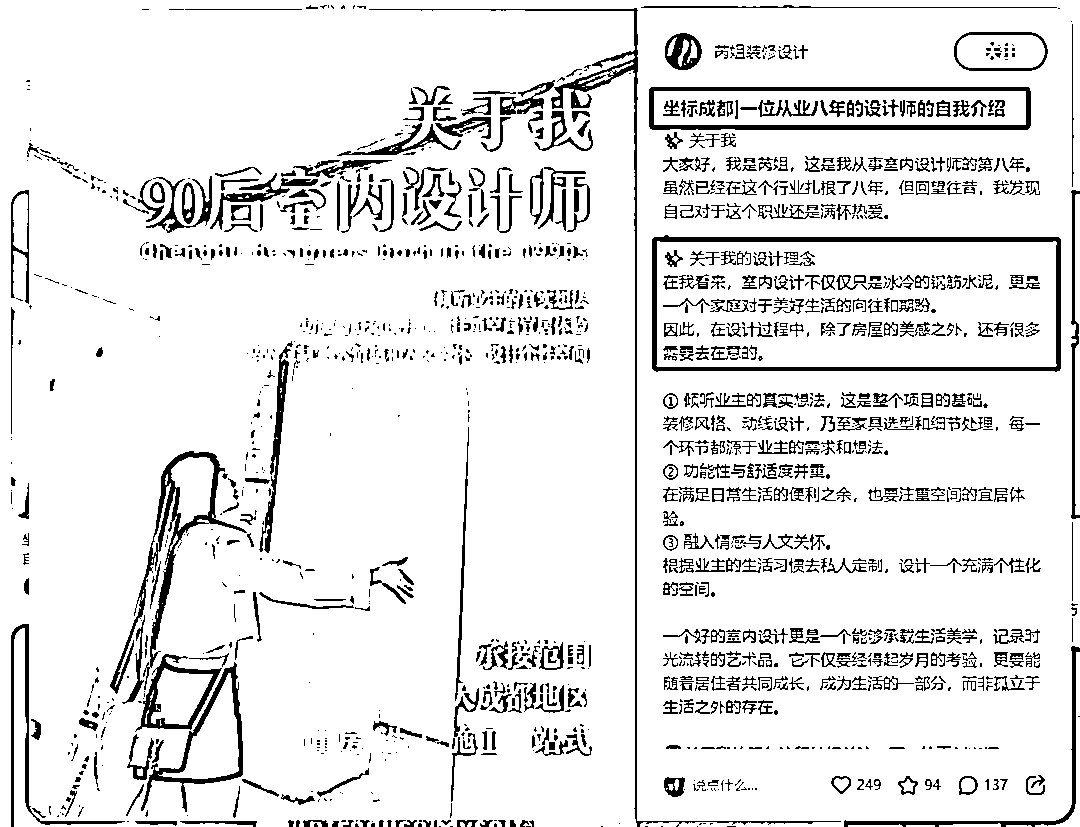 关于我
90后室内设计师
Chengdu designers born in the 1990s
倾听业主的真实想法
承接范围
大成都地区
芮姐装修设计
关注
坐标成都|一位从业八年的设计师的自我介绍
关于我
大家好，我是芮姐，这是我从事室内设计师的第八年。
虽然已经在这个行业扎根了八年，但回望往昔，我发现
自己对于这个职业还是满怀热爱。
关于我的设计理念
在我看来，室内设计不仅仅只是冰冷的钢筋水泥，更是
一个个家庭对于美好生活的向往和期盼。
因此，在设计过程中，除了房屋的美感之外，还有很多
需要去在意的。
① 倾听业主的真实想法，这是整个项目的基础。
装修风格、动线设计，乃至家具选型和细节处理，每一
个环节都源于业主的需求和想法。
② 功能性与舒适度并重。
在满足日常生活的便利之余，也要注重空间的宜居体
验。
③ 融入情感与人文关怀。
根据业主的生活习惯去私人定制，设计一个充满个性化
的空间。
一个好的室内设计更是一个能够承载生活美学，记录时
光流转的艺术品。它不仅要经得起岁月的考验，更要能
随着居住者共同成长，成为生活的一部分，而非孤立于
生活之外的存在。
说点什么...
249
94
137